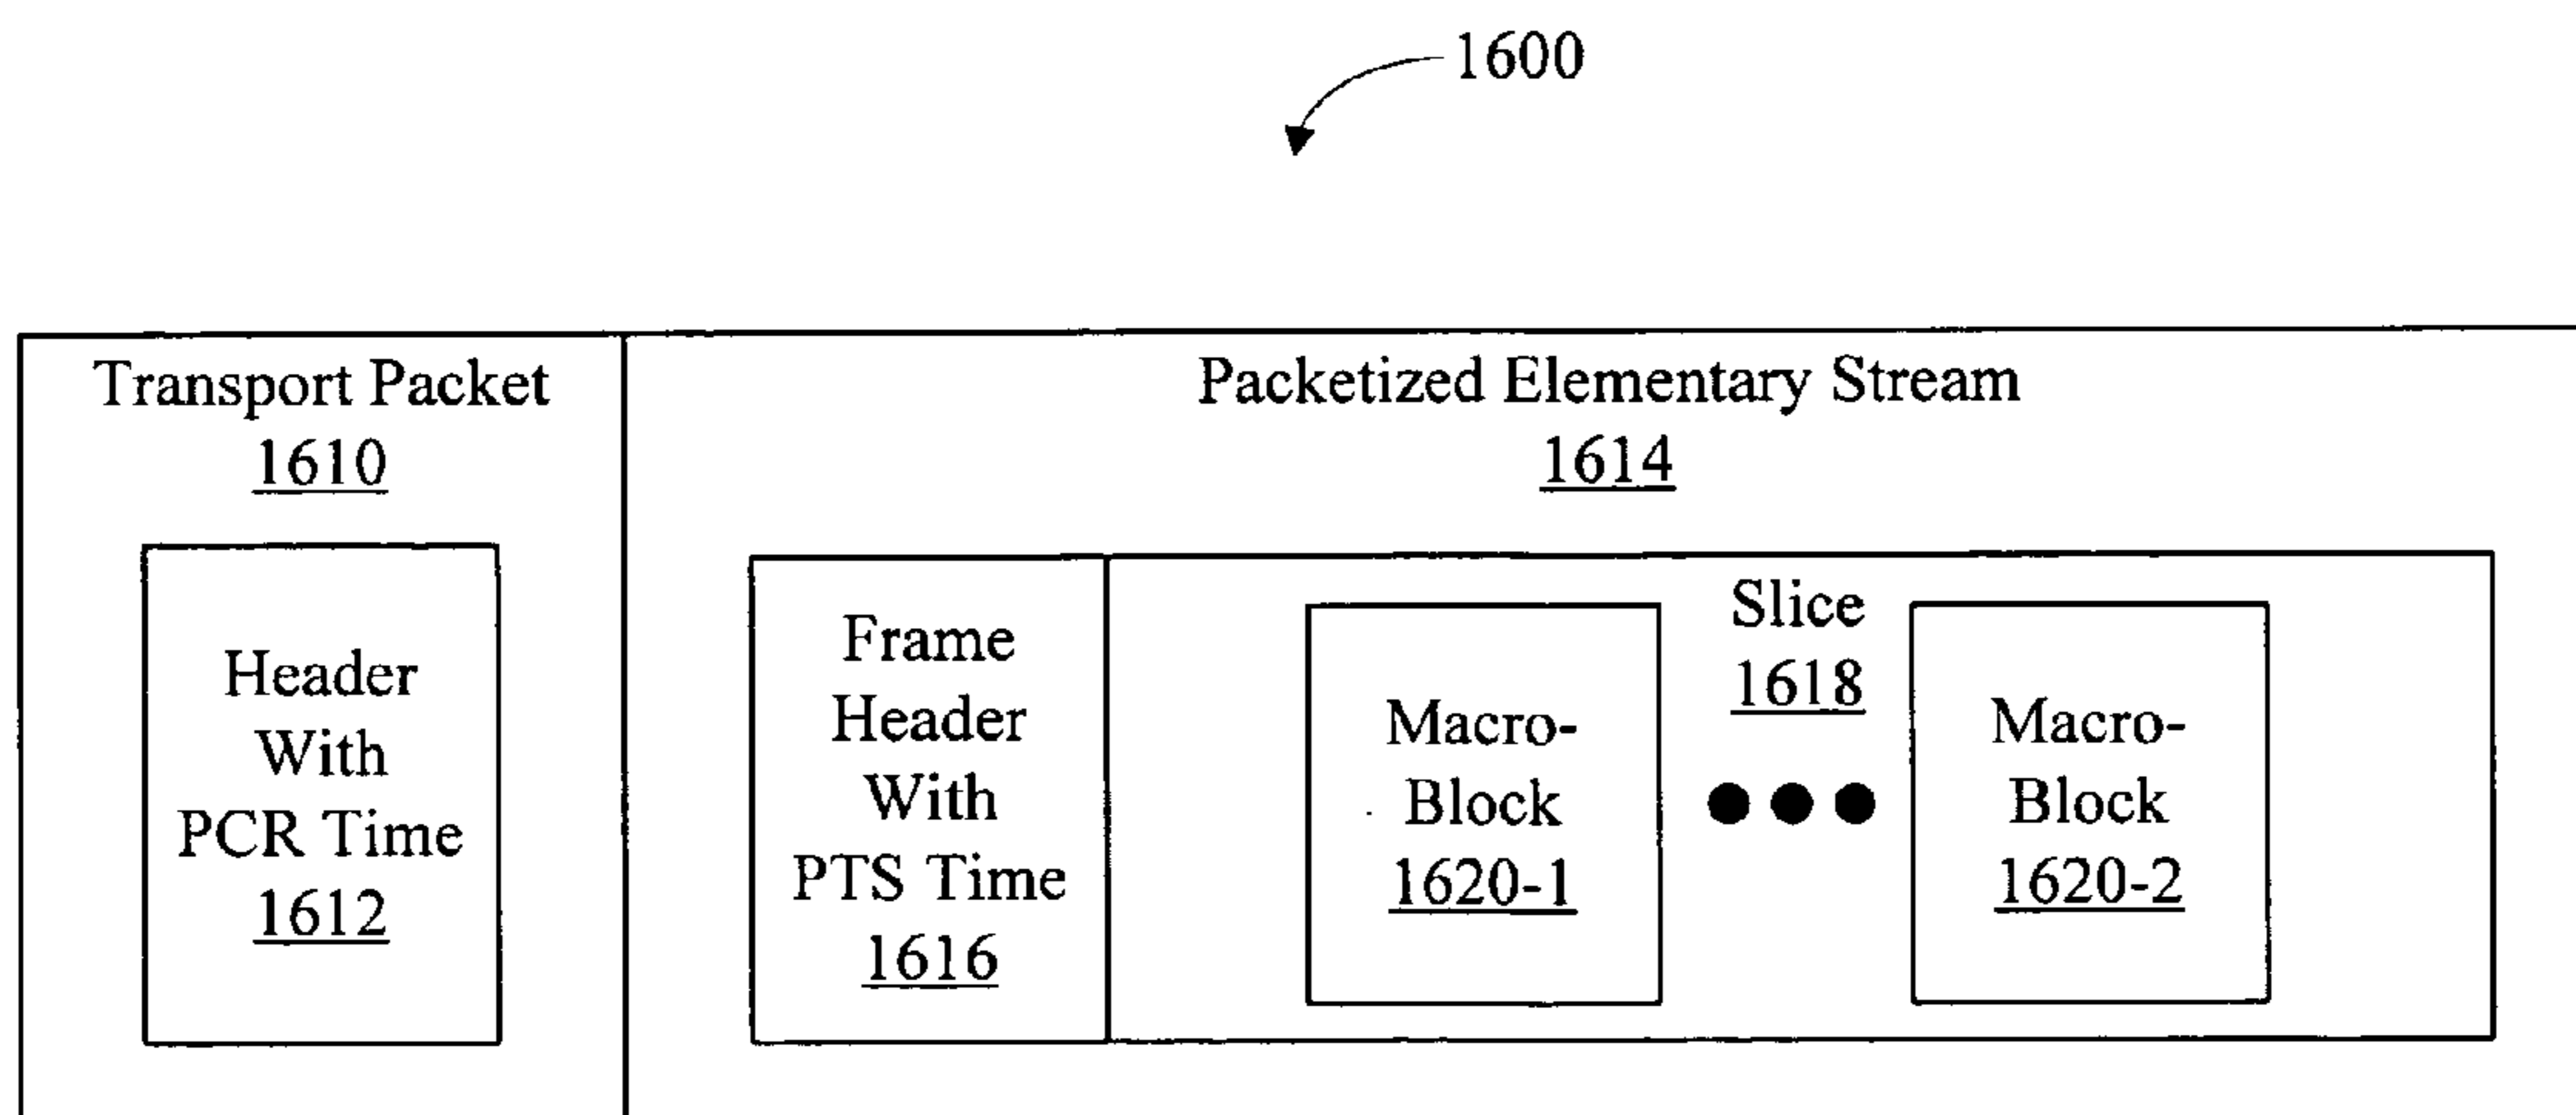 1600
Transport Packet
1610
Header
With
PCR Time
1612
Packetized Elementary Stream
1614
Frame
Header
With
PTS Time
1616
Slice
1618
Macro-
Block
1620-1
Macro-
Block
1620-2